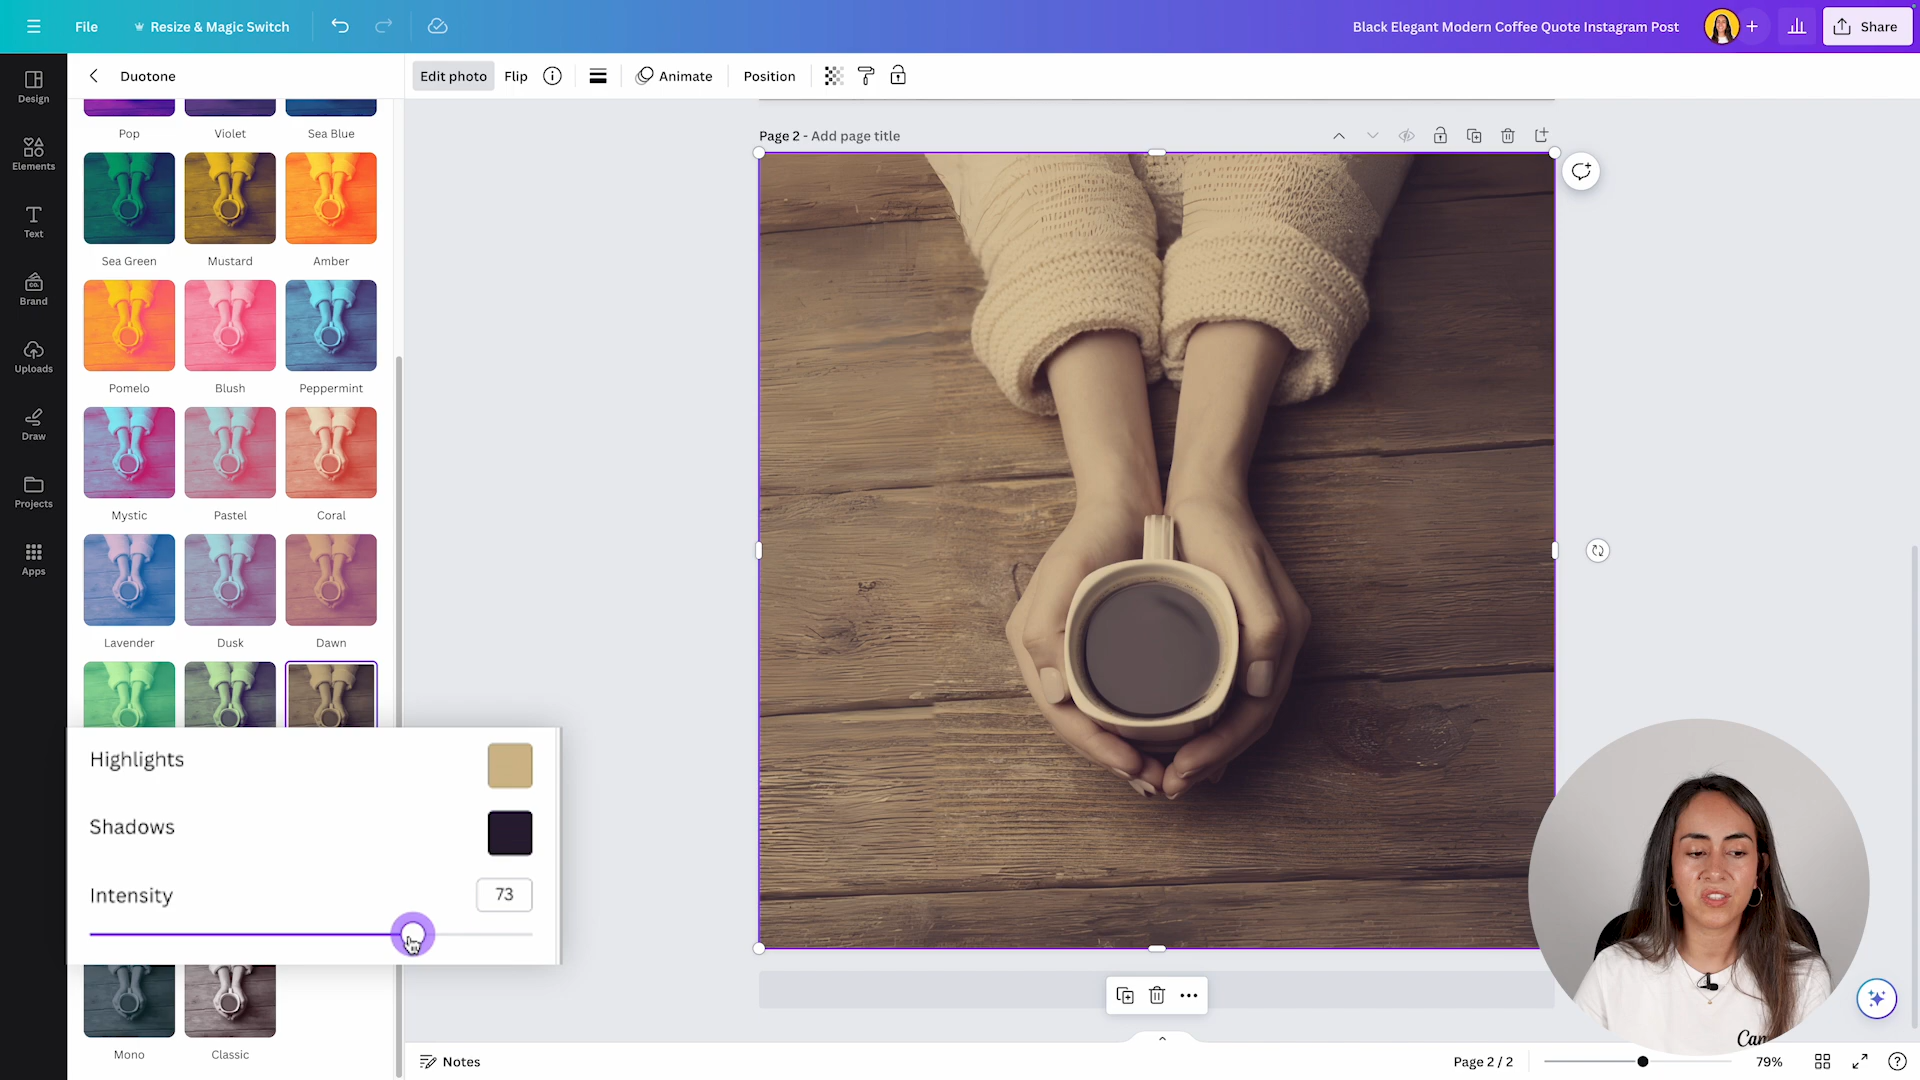 File
Resize & Magic Switch
Black Elegant Modern Coffee Quote Instagram Post
Share
Design
Elements
Text
Brand
Uploads
Draw
Projects
Apps
Duotone
Edit photo
Flip
Animate
Position
Pop
Violet
Sea Blue
Sea Green
Mustard
Amber
Pomelo
Blush
Peppermint
Mystic
Pastel
Coral
Lavender
Dusk
Dawn
Highlights
Shadows
Intensity
73
Mono
Classic
Page 2 - Add page title
Notes
Page 2 / 2
79%